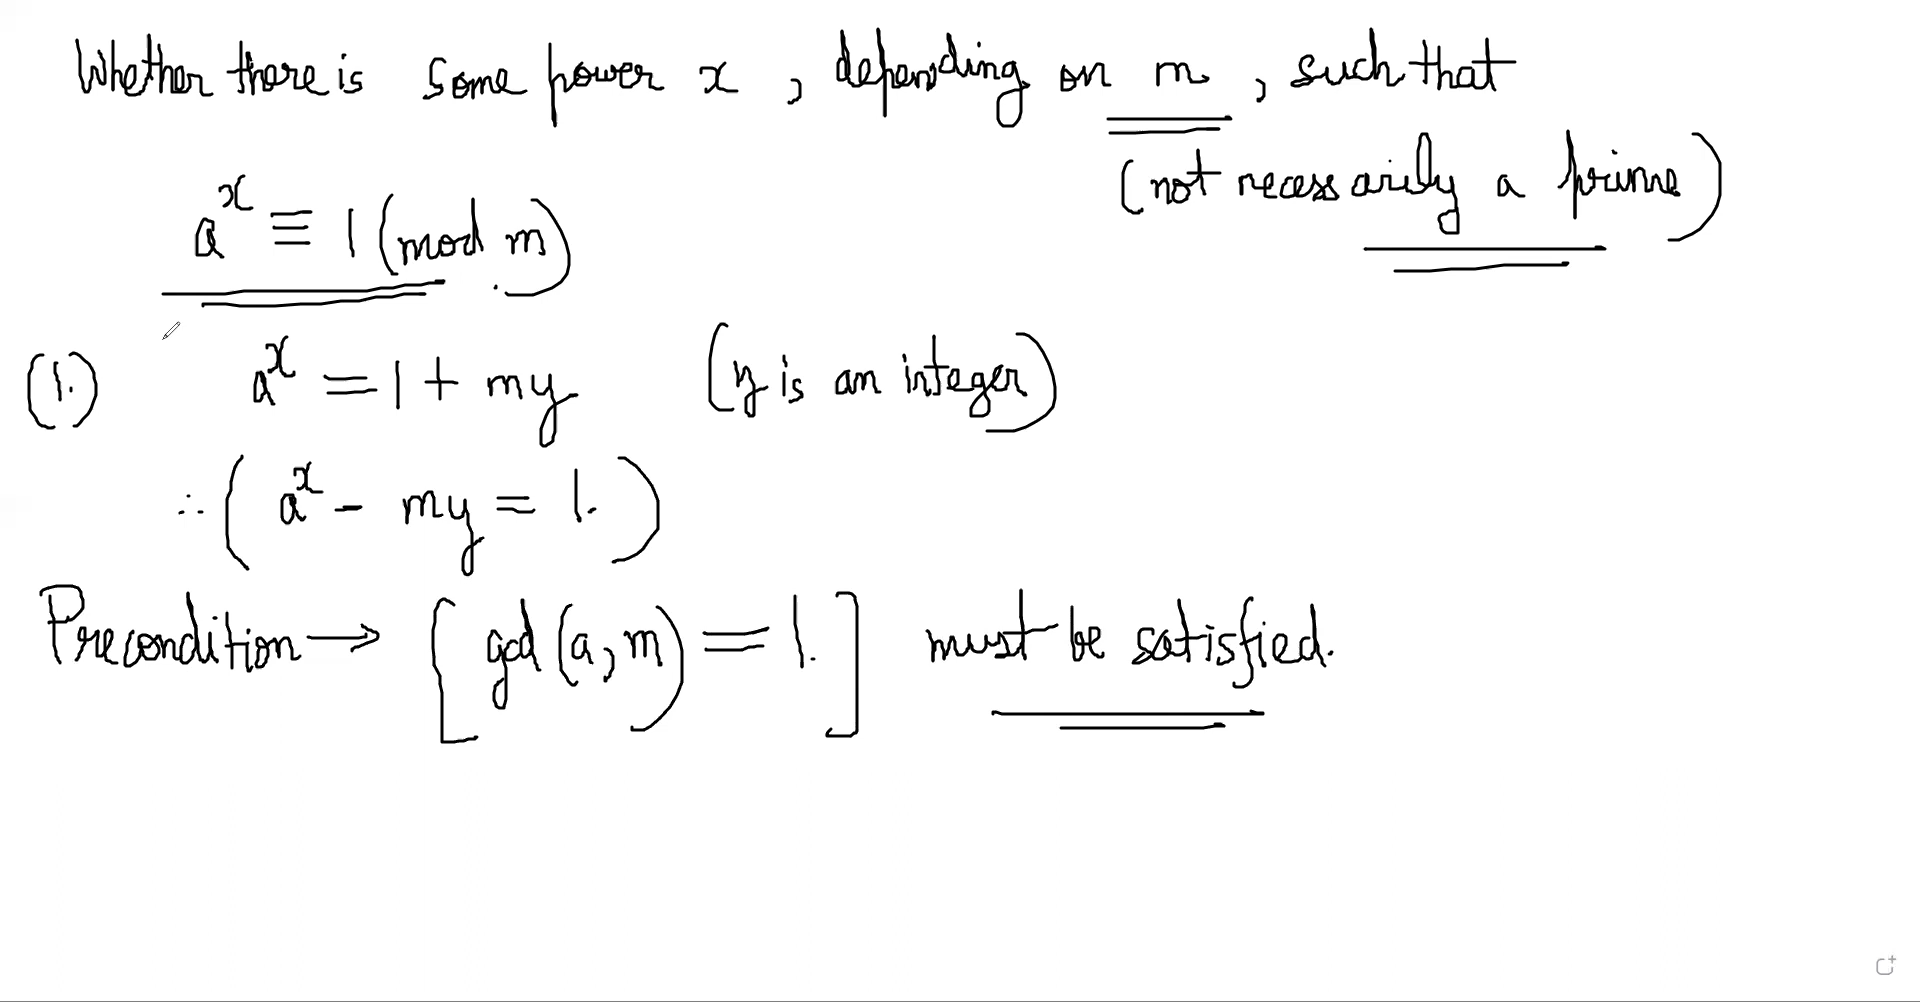 Whether there is some power x, depending on m, such that
(not necessarily a prime)
a^x ≡ 1 (mod m)
(1.) a^x = 1 + my (y is an integer)
∴ (a^x - my = 1.)
Precondition → [gcd (a, m) = 1.] must be satisfied.